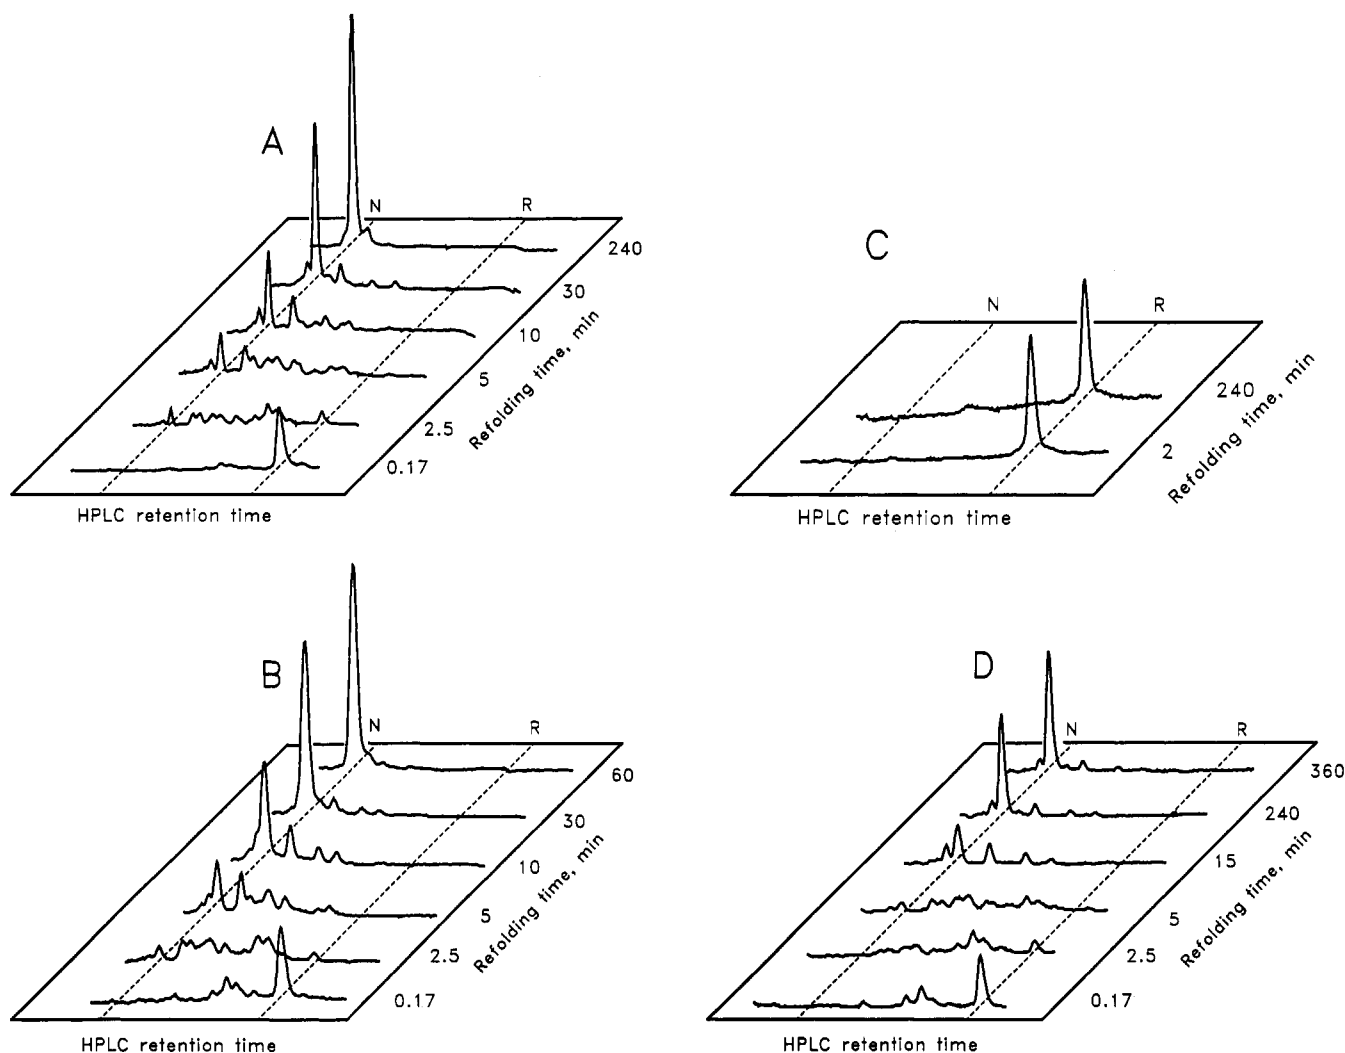 A
N R
240
30
10
5
2.5
0.17
Refolding time, min
HPLC retention time
C
N R
240
2
Refolding time, min
HPLC retention time
B
N R
60
30
10
5
2.5
0.17
Refolding time, min
HPLC retention time
D
N R
360
240
15
5
2.5
0.17
Refolding time, min
HPLC retention time